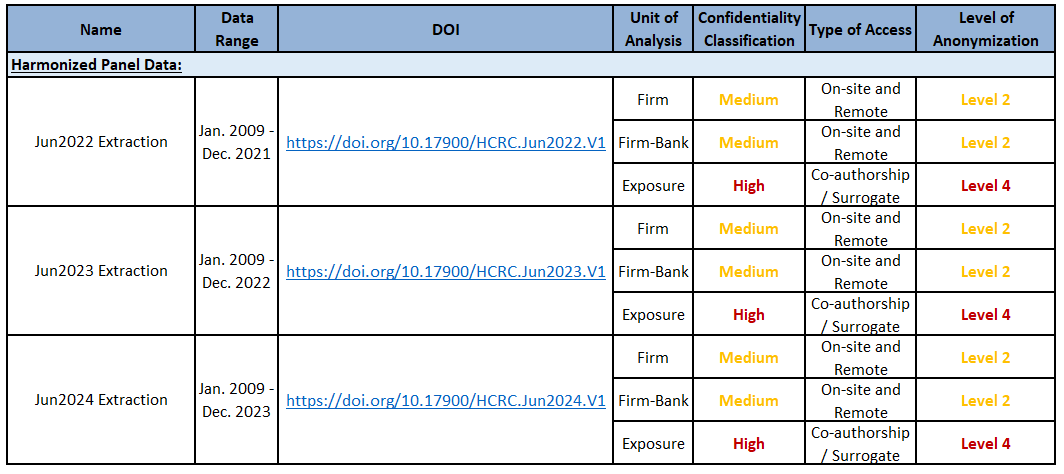 Name Data Range DOI Unit of Analysis Confidentiality Classification Type of Access Level of Anonymization
Harmonized Panel Data:
Jun2022 Extraction Jan. 2009 - Dec. 2021 https://doi.org/10.17900/HCRC.Jun2022.V1 Firm Medium On-site and Remote Level 2
Firm-Bank Medium On-site and Remote Level 2
Exposure High Co-authorship / Surrogate Level 4
Jun2023 Extraction Jan. 2009 - Dec. 2022 https://doi.org/10.17900/HCRC.Jun2023.V1 Firm Medium On-site and Remote Level 2
Firm-Bank Medium On-site and Remote Level 2
Exposure High Co-authorship / Surrogate Level 4
Jun2024 Extraction Jan. 2009 - Dec. 2023 https://doi.org/10.17900/HCRC.Jun2024.V1 Firm Medium On-site and Remote Level 2
Firm-Bank Medium On-site and Remote Level 2
Exposure High Co-authorship / Surrogate Level 4